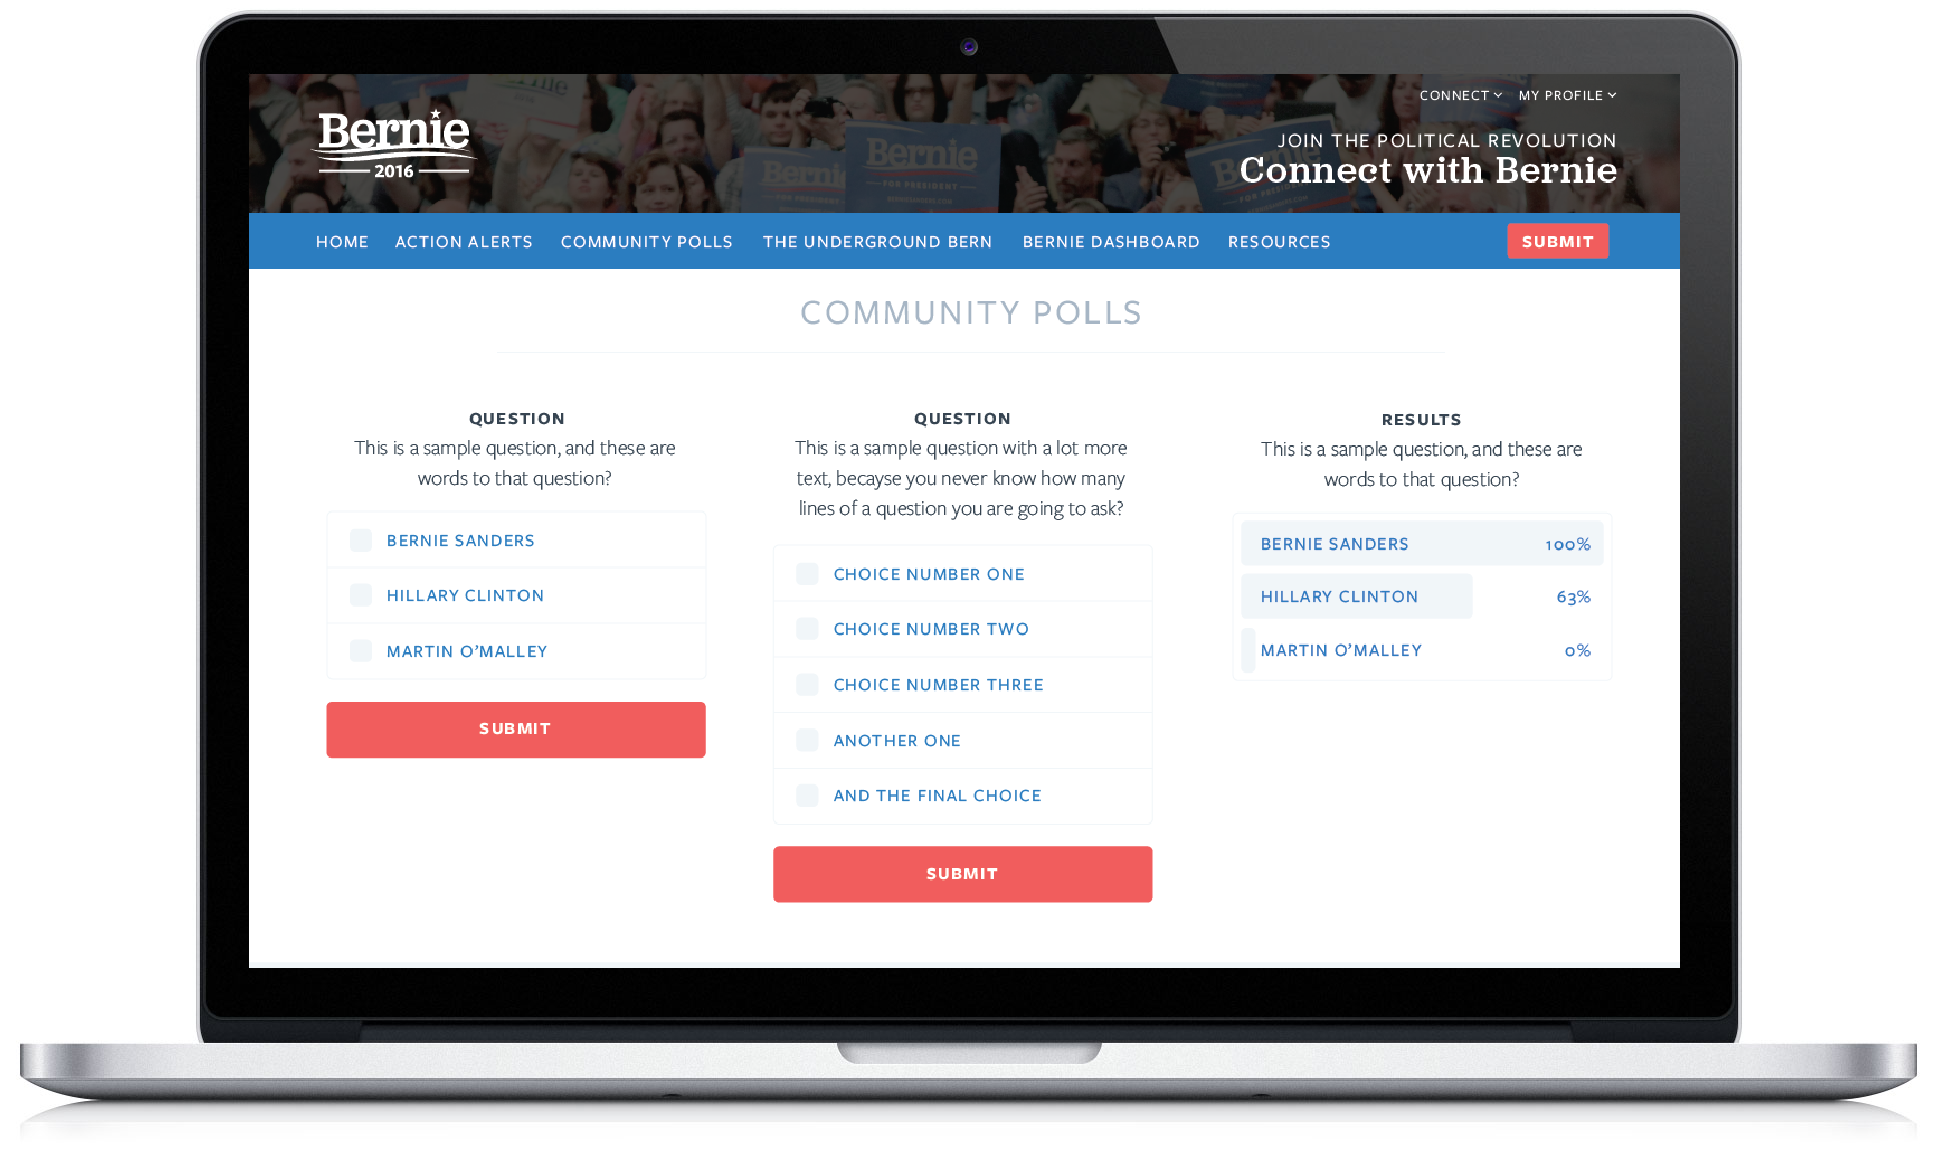 CONNECT MY PROFILE
Bernie
2016
JOIN THE POLITICAL REVOLUTION
Connect with Bernie
Bernie
FOR PRESIDENT
HOME ACTION ALERTS COMMUNITY POLLS THE UNDERGROUND BERN BERNIE DASHBOARD RESOURCES SUBMIT
COMMUNITY POLLS
QUESTION
This is a sample question, and these are
words to that question?
BERNIE SANDERS
HILLARY CLINTON
MARTIN O’MALLEY
SUBMIT
QUESTION
This is a sample question with a lot more
text, becayse you never know how many
lines of a question you are going to ask?
CHOICE NUMBER ONE
CHOICE NUMBER TWO
CHOICE NUMBER THREE
ANOTHER ONE
AND THE FINAL CHOICE
SUBMIT
RESULTS
This is a sample question, and these are
words to that question?
BERNIE SANDERS 100%
HILLARY CLINTON 63%
MARTIN O’MALLEY 0%